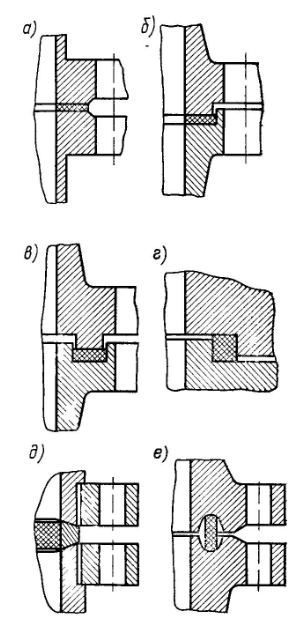 а) б)
в) г)
д) е)